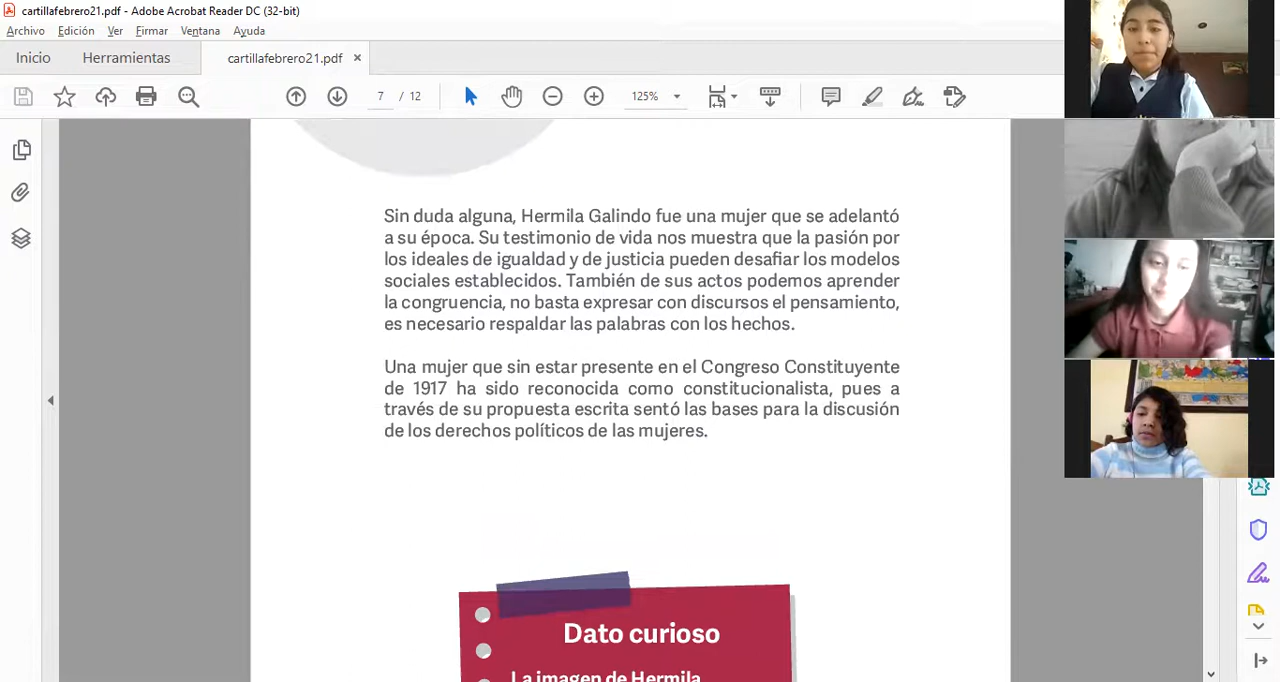 cartillafebrero21.pdf - Adobe Acrobat Reader DC (32-bit)
Archivo Edición Ver Firmar Ventana Ayuda
Inicio Herramientas cartillafebrero21.pdf ×
7 / 12 125%
Sin duda alguna, Hermila Galindo fue una mujer que se adelantó
a su época. Su testimonio de vida nos muestra que la pasión por
los ideales de igualdad y de justicia pueden desafiar los modelos
sociales establecidos. También de sus actos podemos aprender
la congruencia, no basta expresar con discursos el pensamiento,
es necesario respaldar las palabras con los hechos.
Una mujer que sin estar presente en el Congreso Constituyente
de 1917 ha sido reconocida como constitucionalista, pues a
través de su propuesta escrita sentó las bases para la discusión
de los derechos políticos de las mujeres.
Dato curioso
La imagen de Hermila